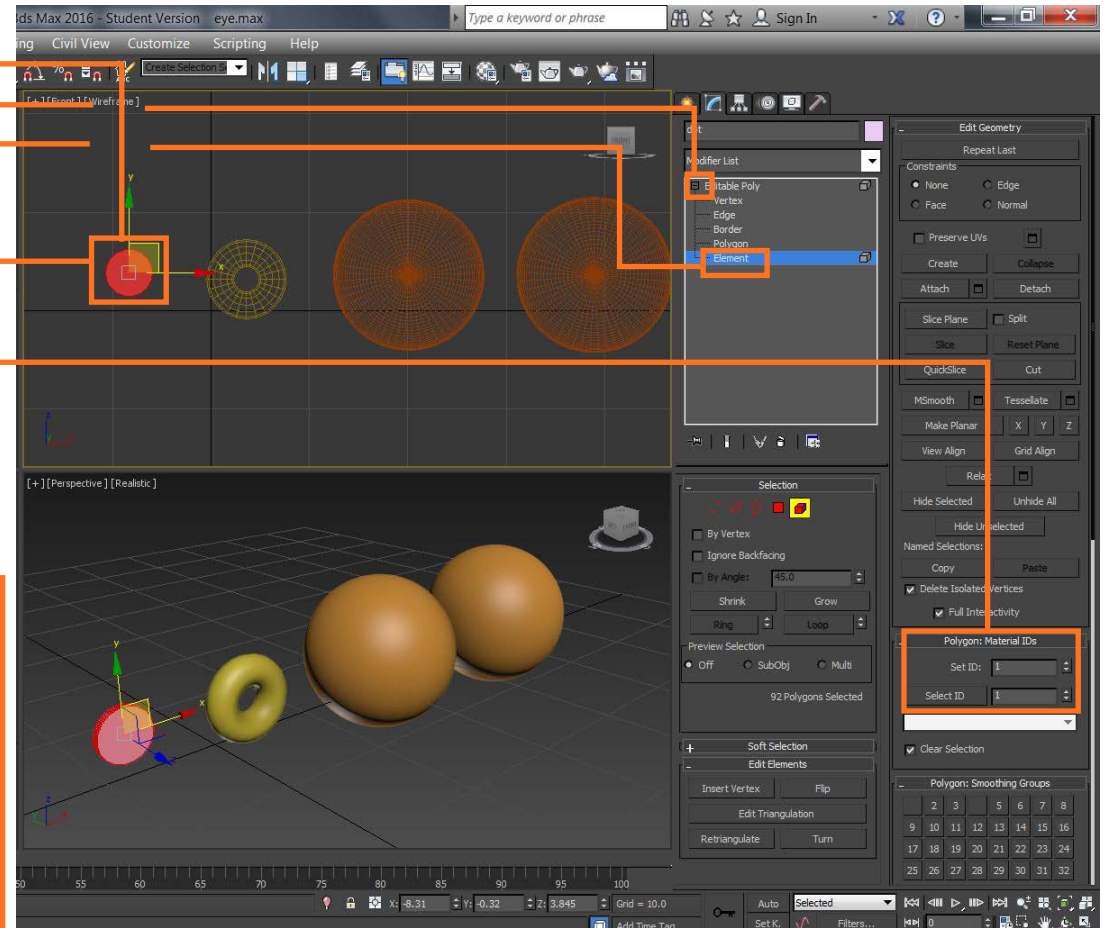 3ds Max 2016 - Student Version eye.max
Type a keyword or phrase
Sign In
Civil View Customize Scripting Help
Create Selection S
[+][Front][Wireframe]
FRONT
y
x
z
[+][Perspective][Realistic]
y
x
z
z
Modifier List
Editable Poly
Vertex
Edge
Border
Polygon
Element
Selection
By Vertex
Ignore Backfacing
By Angle: 45.0
Shrink Grow
Ring Loop
Preview Selection
Off SubObj Multi
92 Polygons Selected
+ Soft Selection
- Edit Elements
Insert Vertex Flip
Edit Triangulation
Retriangulate Turn
- Edit Geometry
Repeat Last
Constraints
None Edge
Face Normal
Preserve UVs
Create Collapse
Attach Detach
Slice Plane Split
Slice Reset Plane
QuickSlice Cut
MSmooth Tessellate
Make Planar X Y Z
View Align Grid Align
Relax
Hide Selected Unhide All
Hide Unselected
Named Selections:
Copy Paste
Delete Isolated Vertices
Full Interactivity
Polygon: Material IDs
Set ID: 1
Select ID 1
Clear Selection
- Polygon: Smoothing Groups
2 3 5 6 7 8
9 10 11 12 13 14 15 16
17 18 19 20 21 22 23 24
25 26 27 28 29 30 31 32
50 55 60 65 70 75 80 85 90 95 100
X: -8.31 Y: -0.32 Z: 3.845 Grid = 10.0
Add Time Tag
Auto Selected
Set K. Filters...
0